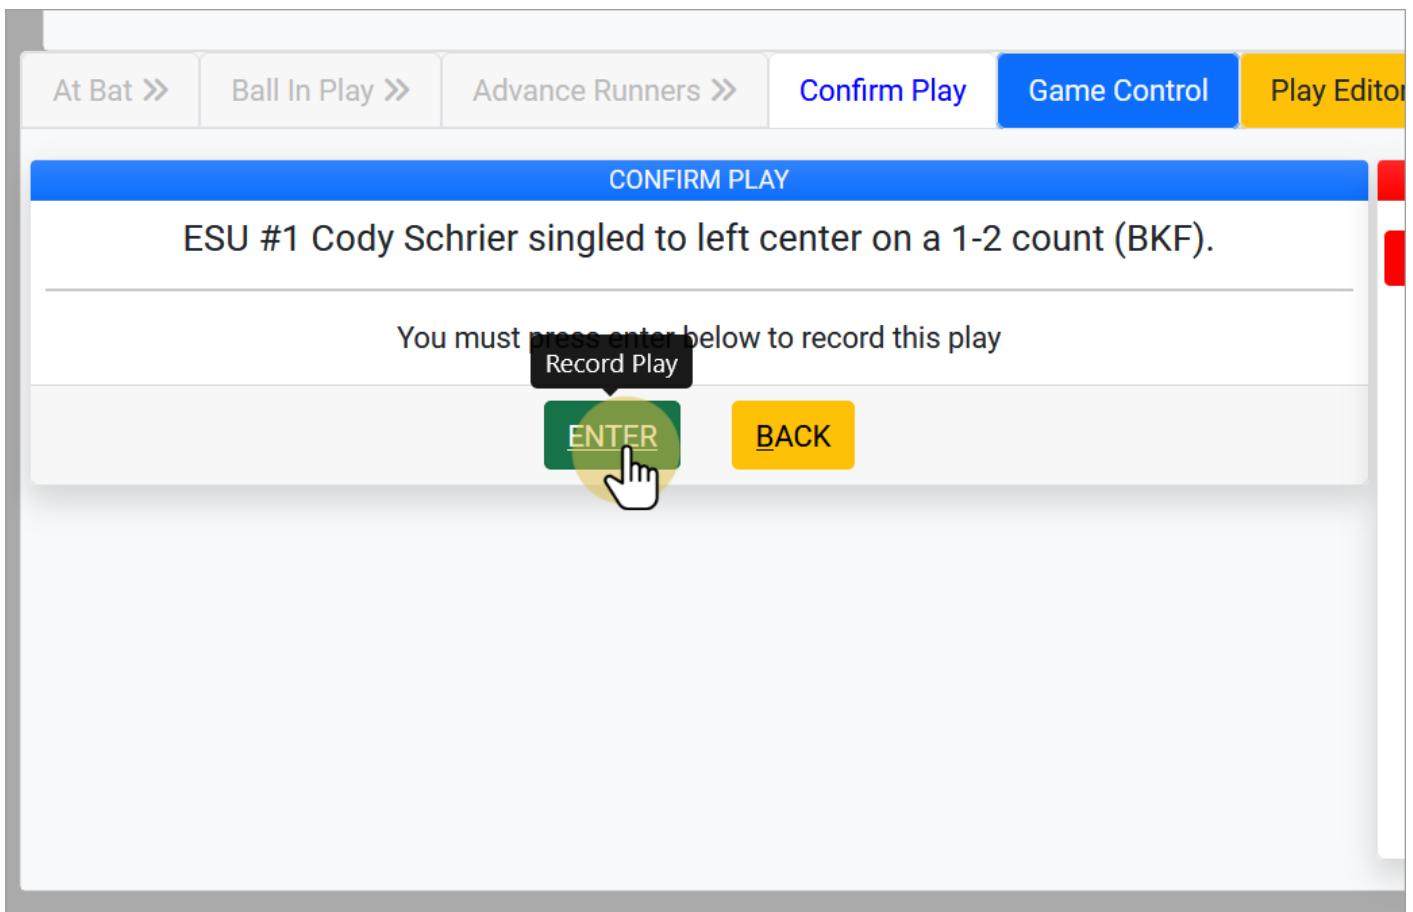 At Bat »
Ball In Play »
Advance Runners »
Confirm Play
Game Control
Play Editor
CONFIRM PLAY
ESU #1 Cody Schrier singled to left center on a 1-2 count (BKF).
You must press enter below to record this play
Record Play
ENTER
BACK